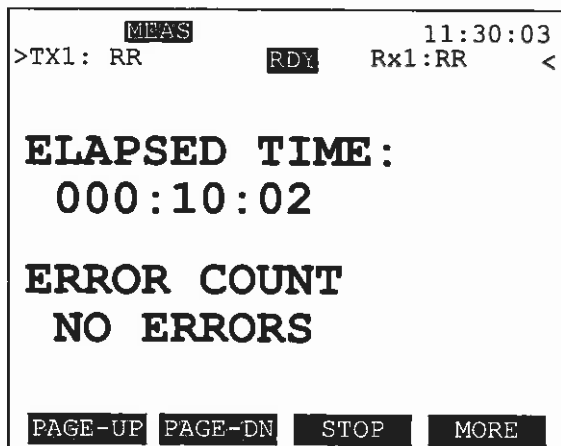 MEAS 11:30:03
>TX1: RR RDY Rx1:RR <
ELAPSED TIME:
000:10:02
ERROR COUNT
NO ERRORS
PAGE-UP PAGE-DN STOP MORE